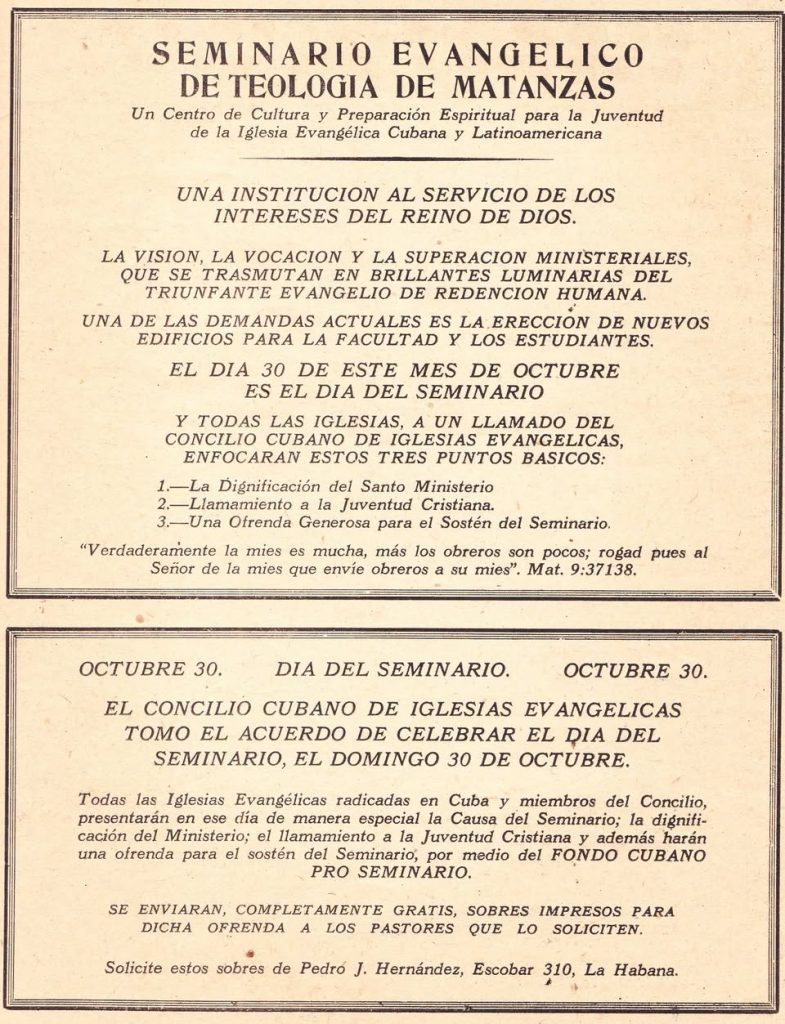 SEMINARIO EVANGELICO
DE TEOLOGIA DE MATANZAS
Un Centro de Cultura y Preparación Espiritual para la Juventud
de la Iglesia Evangélica Cubana y Latinoamericana
UNA INSTITUCION AL SERVICIO DE LOS
INTERESES DEL REINO DE DIOS.
LA VISION, LA VOCACION Y LA SUPERACION MINISTERIALES,
QUE SE TRASMUTAN EN BRILLANTES LUMINARIAS DEL
TRIUNFANTE EVANGELIO DE REDENCION HUMANA.
UNA DE LAS DEMANDAS ACTUALES ES LA ERECCIÓN DE NUEVOS
EDIFICIOS PARA LA FACULTAD Y LOS ESTUDIANTES.
EL DIA 30 DE ESTE MES DE OCTUBRE
ES EL DIA DEL SEMINARIO
Y TODAS LAS IGLESIAS, A UN LLAMADO DEL
CONCILIO CUBANO DE IGLESIAS EVANGELICAS,
ENFOCARAN ESTOS TRES PUNTOS BASICOS:
1.—La Dignificación del Santo Ministerio
2.—Llamamiento a la Juventud Cristiana.
3.—Una Ofrenda Generosa para el Sostén del Seminario.
"Verdaderamente la mies es mucha, más los obreros son pocos; rogad pues al
Señor de la mies que envíe obreros a su mies". Mat. 9:37138.
OCTUBRE 30. DIA DEL SEMINARIO. OCTUBRE 30.
EL CONCILIO CUBANO DE IGLESIAS EVANGELICAS
TOMO EL ACUERDO DE CELEBRAR EL DIA DEL
SEMINARIO, EL DOMINGO 30 DE OCTUBRE.
Todas las Iglesias Evangélicas radicadas en Cuba y miembros del Concilio,
presentarán en ese día de manera especial la Causa del Seminario; la dignifi-
cación del Ministerio; el llamamiento a la Juventud Cristiana y además harán
una ofrenda para el sostén del Seminario, por medio del FONDO CUBANO
PRO SEMINARIO.
SE ENVIARAN, COMPLETAMENTE GRATIS, SOBRES IMPRESOS PARA
DICHA OFRENDA A LOS PASTORES QUE LO SOLICITEN.
Solicite estos sobres de Pedro J. Hernández, Escobar 310, La Habana.